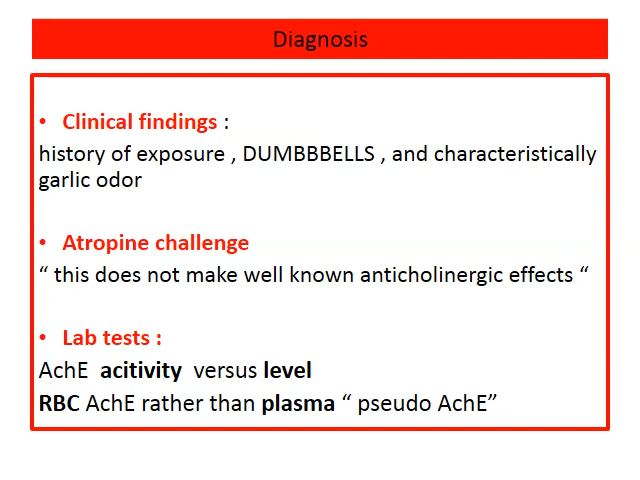 Diagnosis
• Clinical findings :
history of exposure , DUMBBBELLS , and characteristically
garlic odor
• Atropine challenge
“ this does not make well known anticholinergic effects “
• Lab tests :
AchE acitivity versus level
RBC AchE rather than plasma “ pseudo AchE”